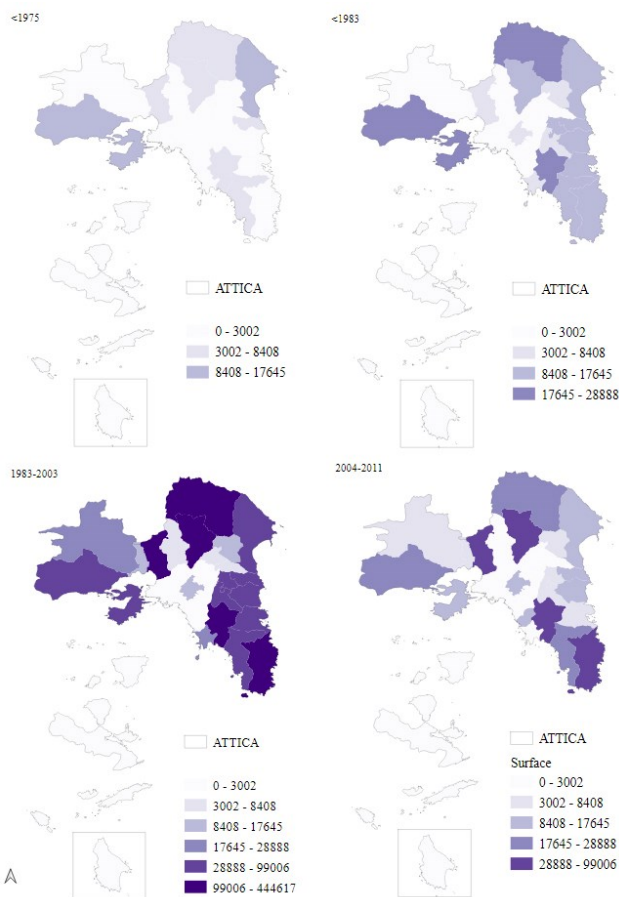 <1975
ATTICA
0 - 3002
3002 - 8408
8408 - 17645
<1983
ATTICA
0 - 3002
3002 - 8408
8408 - 17645
17645 - 28888
1983-2003
ATTICA
0 - 3002
3002 - 8408
8408 - 17645
17645 - 28888
28888 - 99006
99006 - 444617
2004-2011
ATTICA
Surface
0 - 3002
3002 - 8408
8408 - 17645
17645 - 28888
28888 - 99006